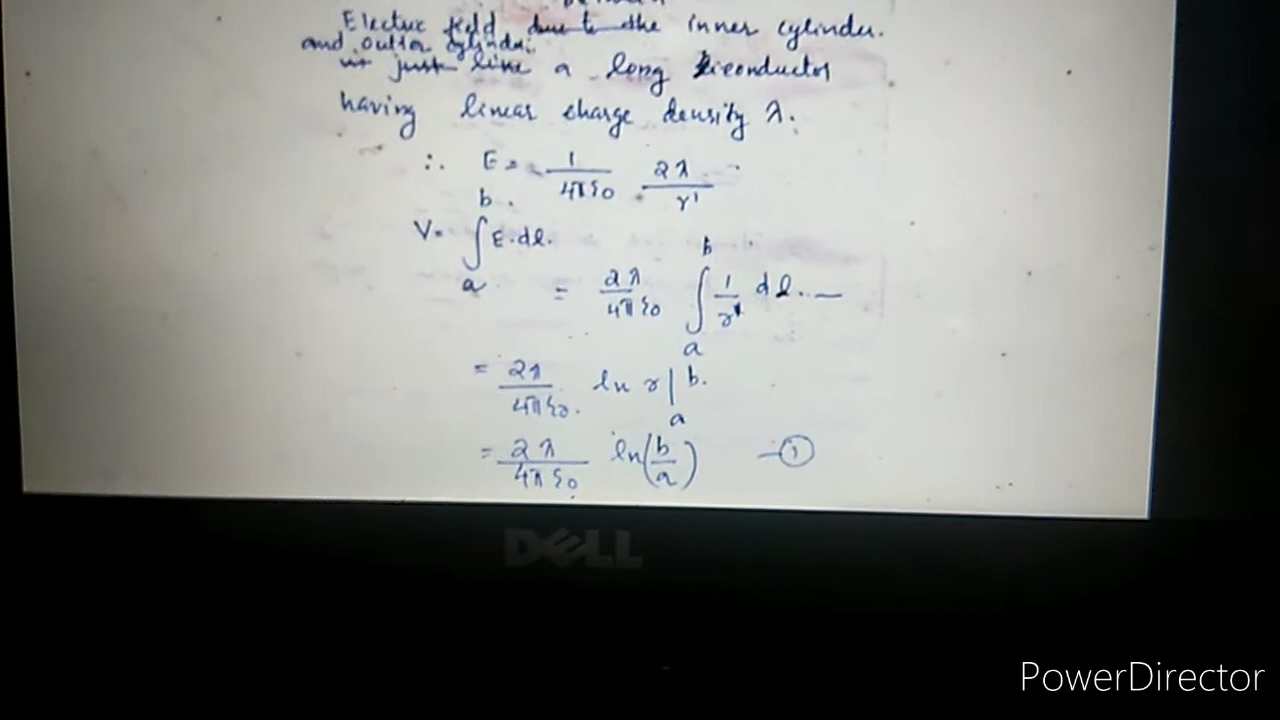 between
Electric field due to the inner cylinder.
and outer cylinder.
just like a long conductor
having linear charge density λ.
∴ E = 1/4πε0 2λ/r'
V = ∫ab E.dl.
= 2λ/4πε0 ∫ab 1/r dl.
= 2λ/4πε0. ln r|ab.
= 2λ/4πε0 ln(b/a) —①
DELL
PowerDirector